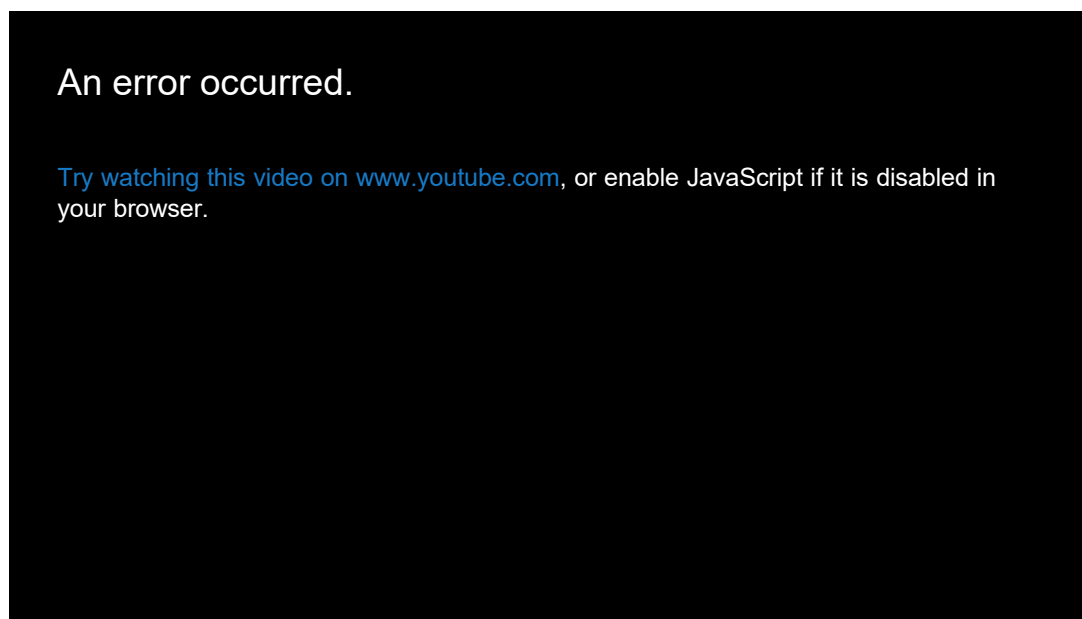 An error occurred.
Try watching this video on www.youtube.com, or enable JavaScript if it is disabled in
your browser.